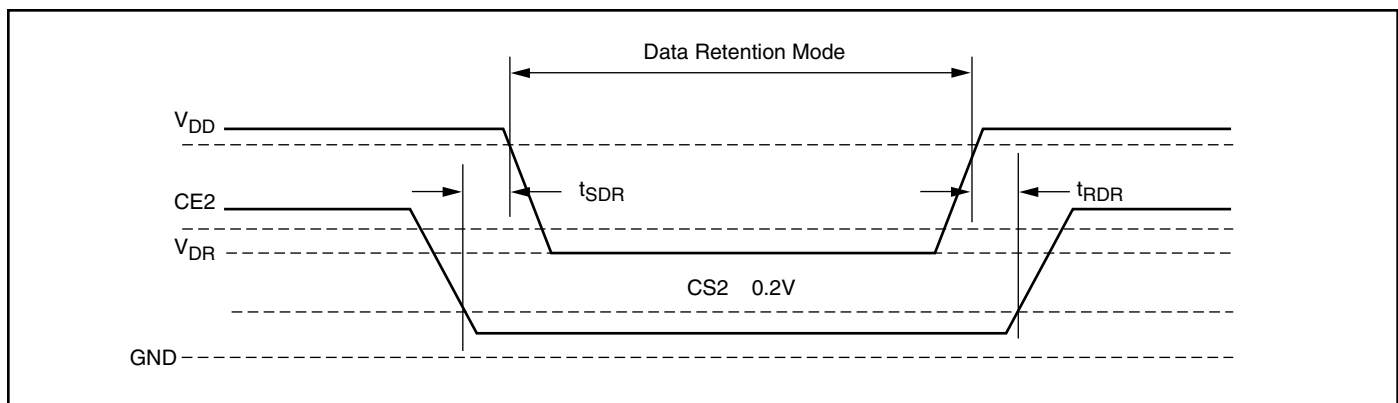 Data Retention Mode
VDD
tSDR
tRDR
CE2
VDR
CS2 0.2V
GND